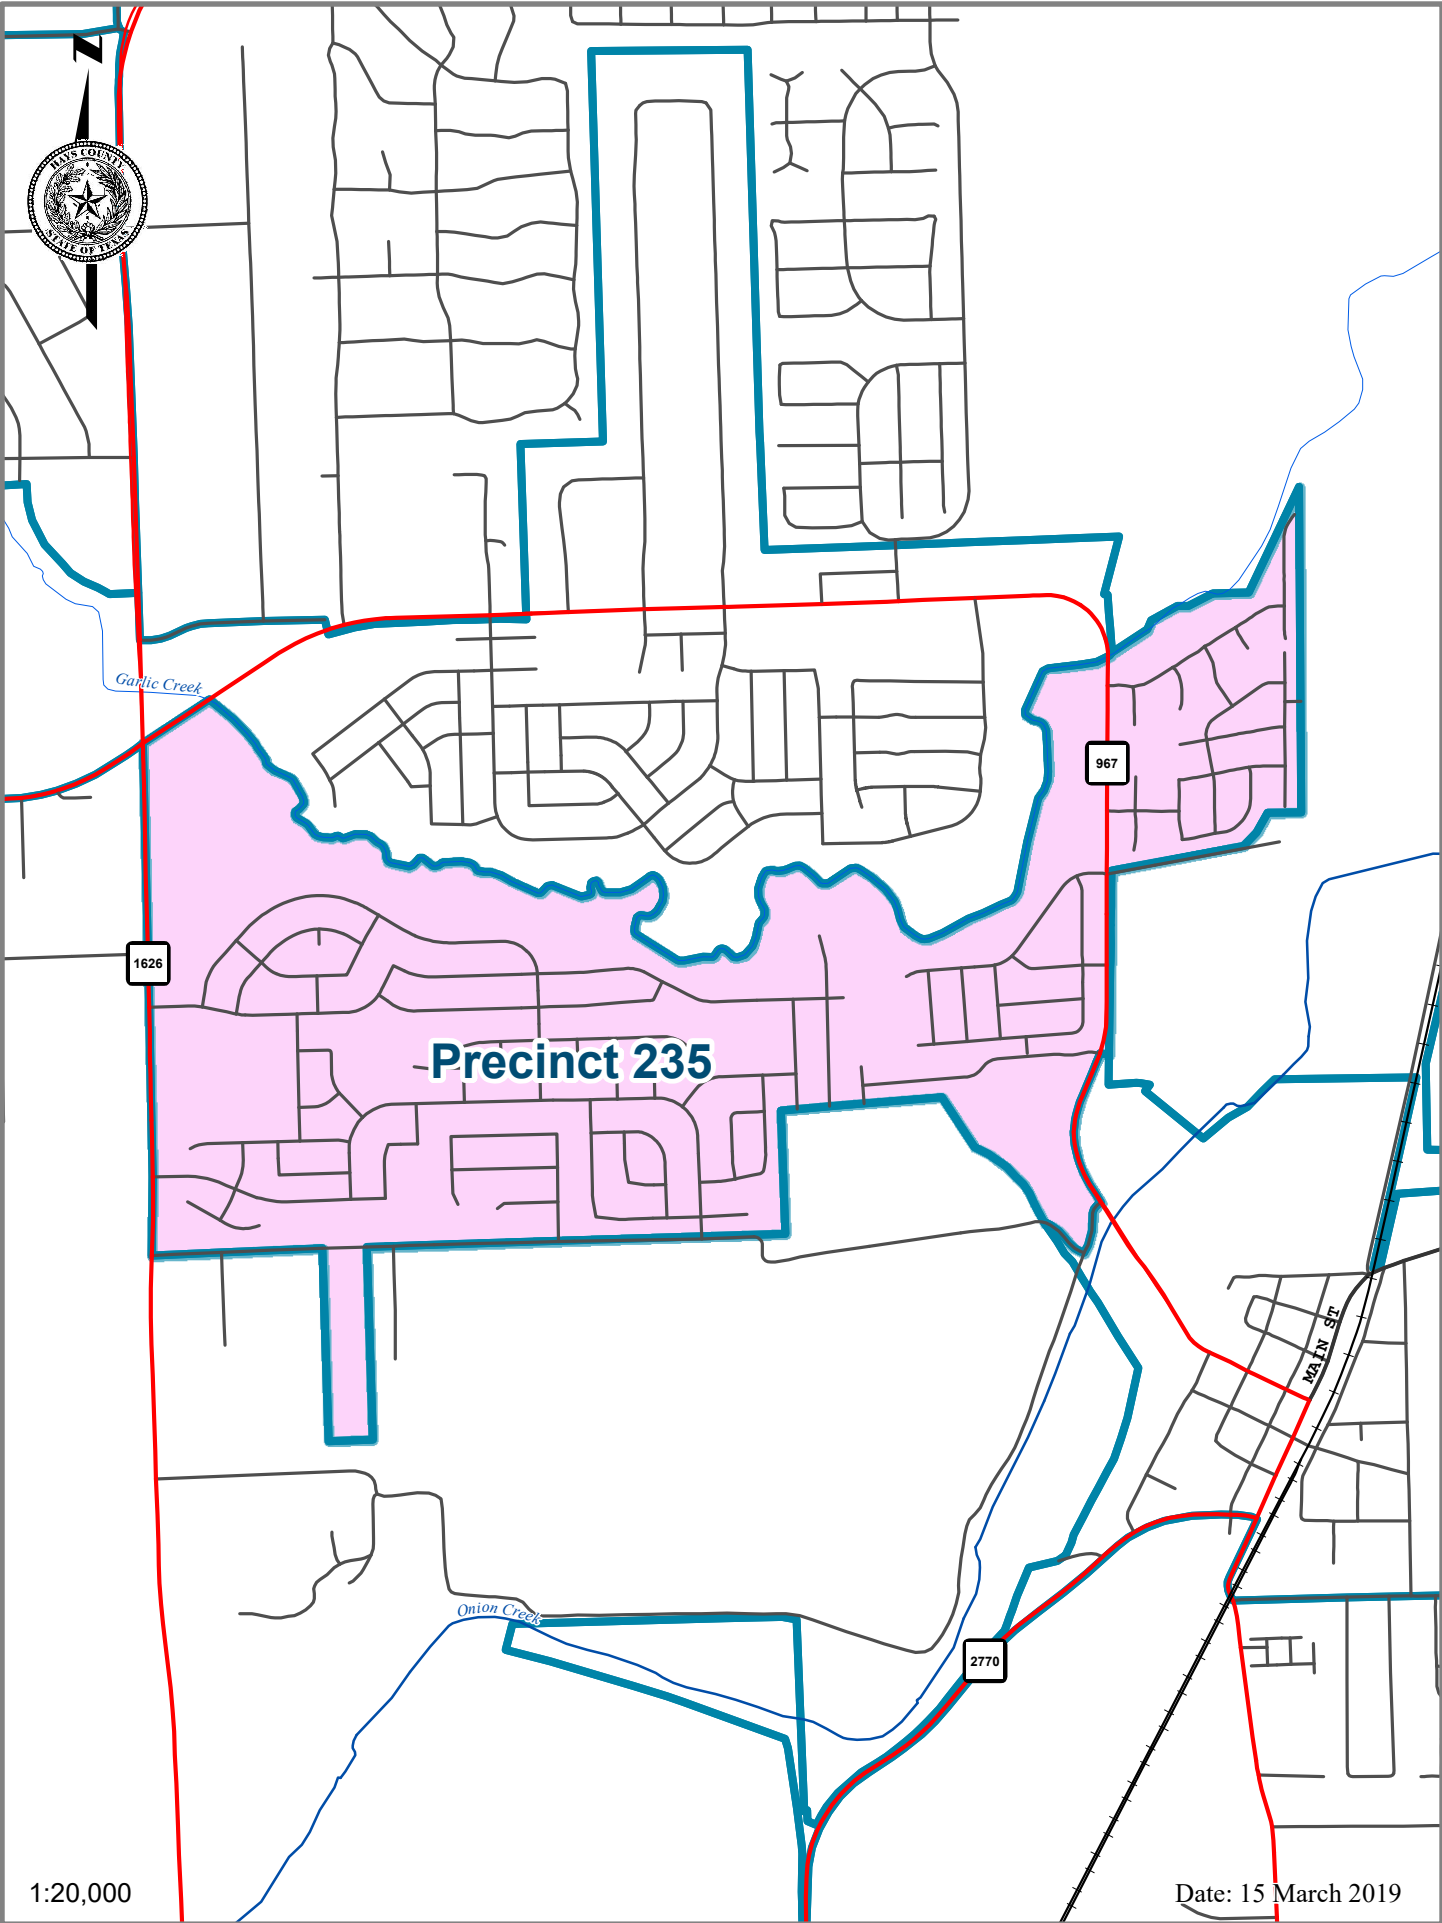 N
HAYS COUNTY
STATE OF TEXAS
Garlic Creek
967
1626
Precinct 235
MAIN ST
Onion Creek
2770
1:20,000
Date: 15 March 2019